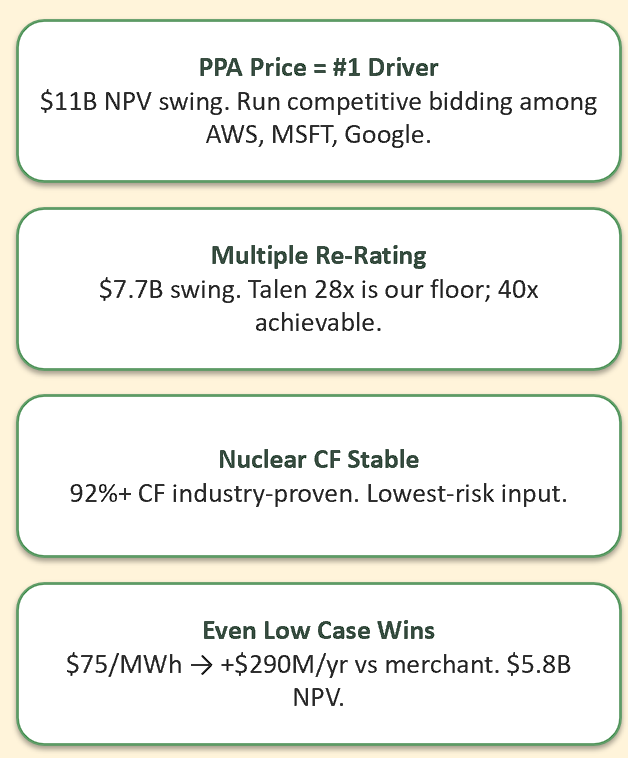 PPA Price = #1 Driver
$11B NPV swing. Run competitive bidding among
AWS, MSFT, Google.
Multiple Re-Rating
$7.7B swing. Talen 28x is our floor; 40x
achievable.
Nuclear CF Stable
92%+ CF industry-proven. Lowest-risk input.
Even Low Case Wins
$75/MWh → +$290M/yr vs merchant. $5.8B
NPV.